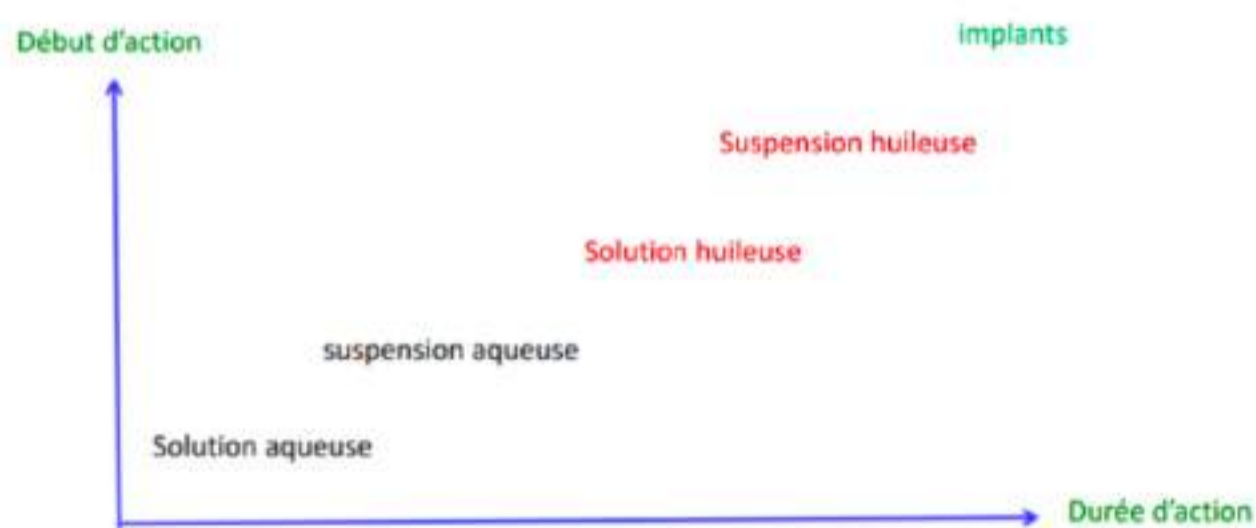 Début d'action
implants
Suspension huileuse
Solution huileuse
suspension aqueuse
Solution aqueuse
Durée d'action